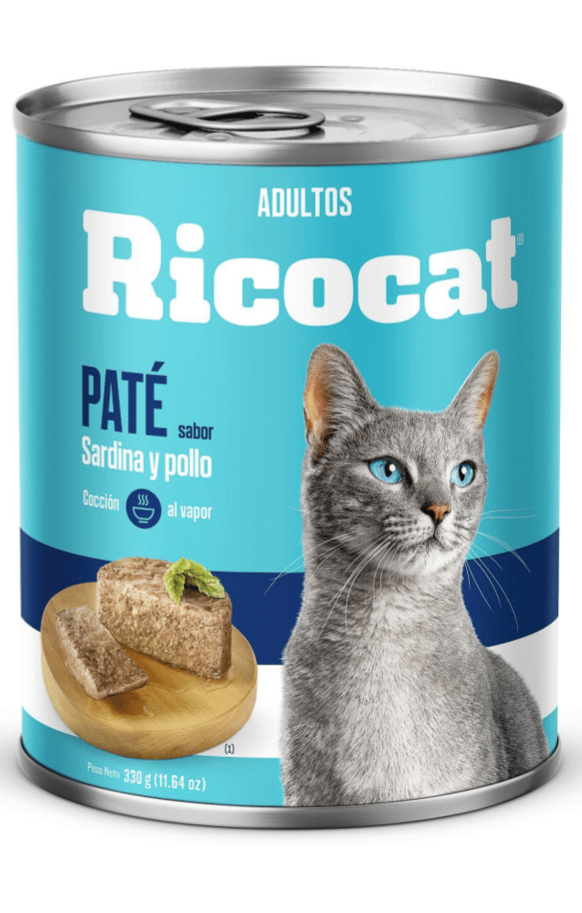 ADULTOS
Ricocat®
PATÉ sabor
Sardina y pollo
Cocción al vapor
(1)
Peso Neto 330 g (11.64 oz)